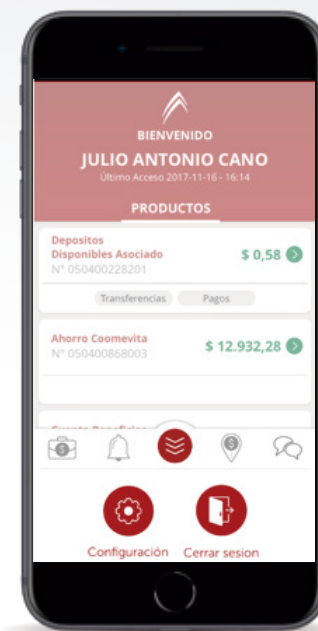 BIENVENIDO
JULIO ANTONIO CANO
Último Acceso 2017-11-16 - 16:14
PRODUCTOS
Depositos
Disponibles Asociado
$ 0,58
N° 050400228201
Transferencias Pagos
Ahorro Coomevita
$ 12.932,28
N° 050400868003
Configuración Cerrar sesion